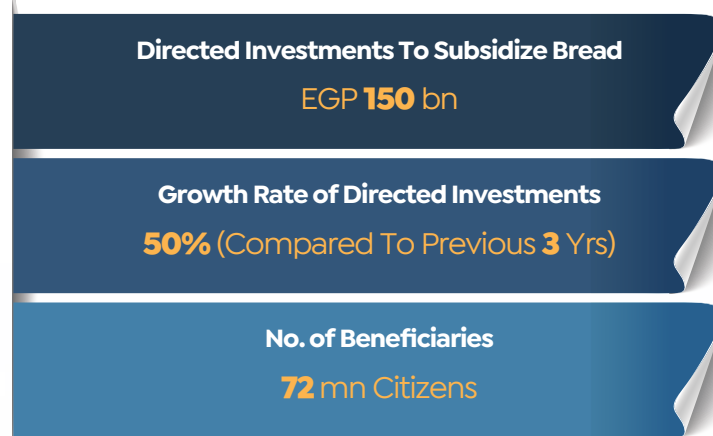 Directed Investments To Subsidize Bread
EGP 150 bn
Growth Rate of Directed Investments
50% (Compared To Previous 3 Yrs)
No. of Beneficiaries
72 mn Citizens